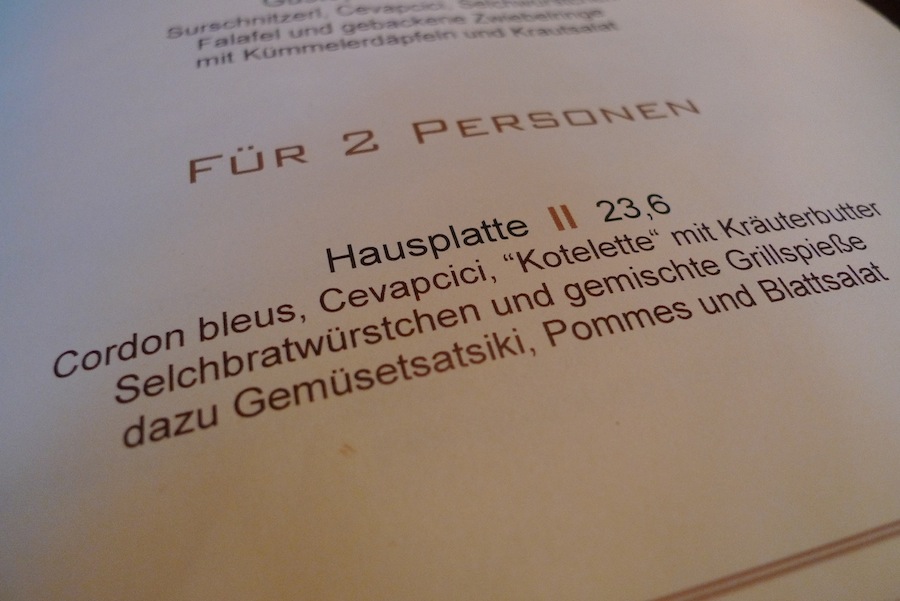 Surschnitzerl, Cevapcici, Selchwürstchen
Falafel und gebackene Zwiebelringe
mit Kümmelerdäpfeln und Krautsalat
FÜR 2 PERSONEN
Hausplatte II 23,6
Cordon bleus, Cevapcici, “Kotelette“ mit Kräuterbutter
Selchbratwürstchen und gemischte Grillspieße
dazu Gemüsetsatsiki, Pommes und Blattsalat